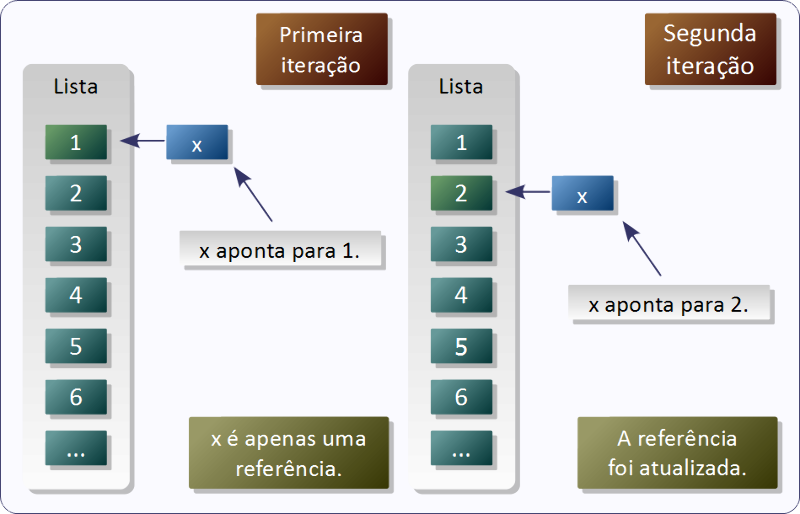 Primeira
iteração
Lista
1
x
2
3
x aponta para 1.
4
5
6
...
x é apenas uma
referência.
Segunda
iteração
Lista
1
2
x
3
4
x aponta para 2.
5
6
...
A referência
foi atualizada.